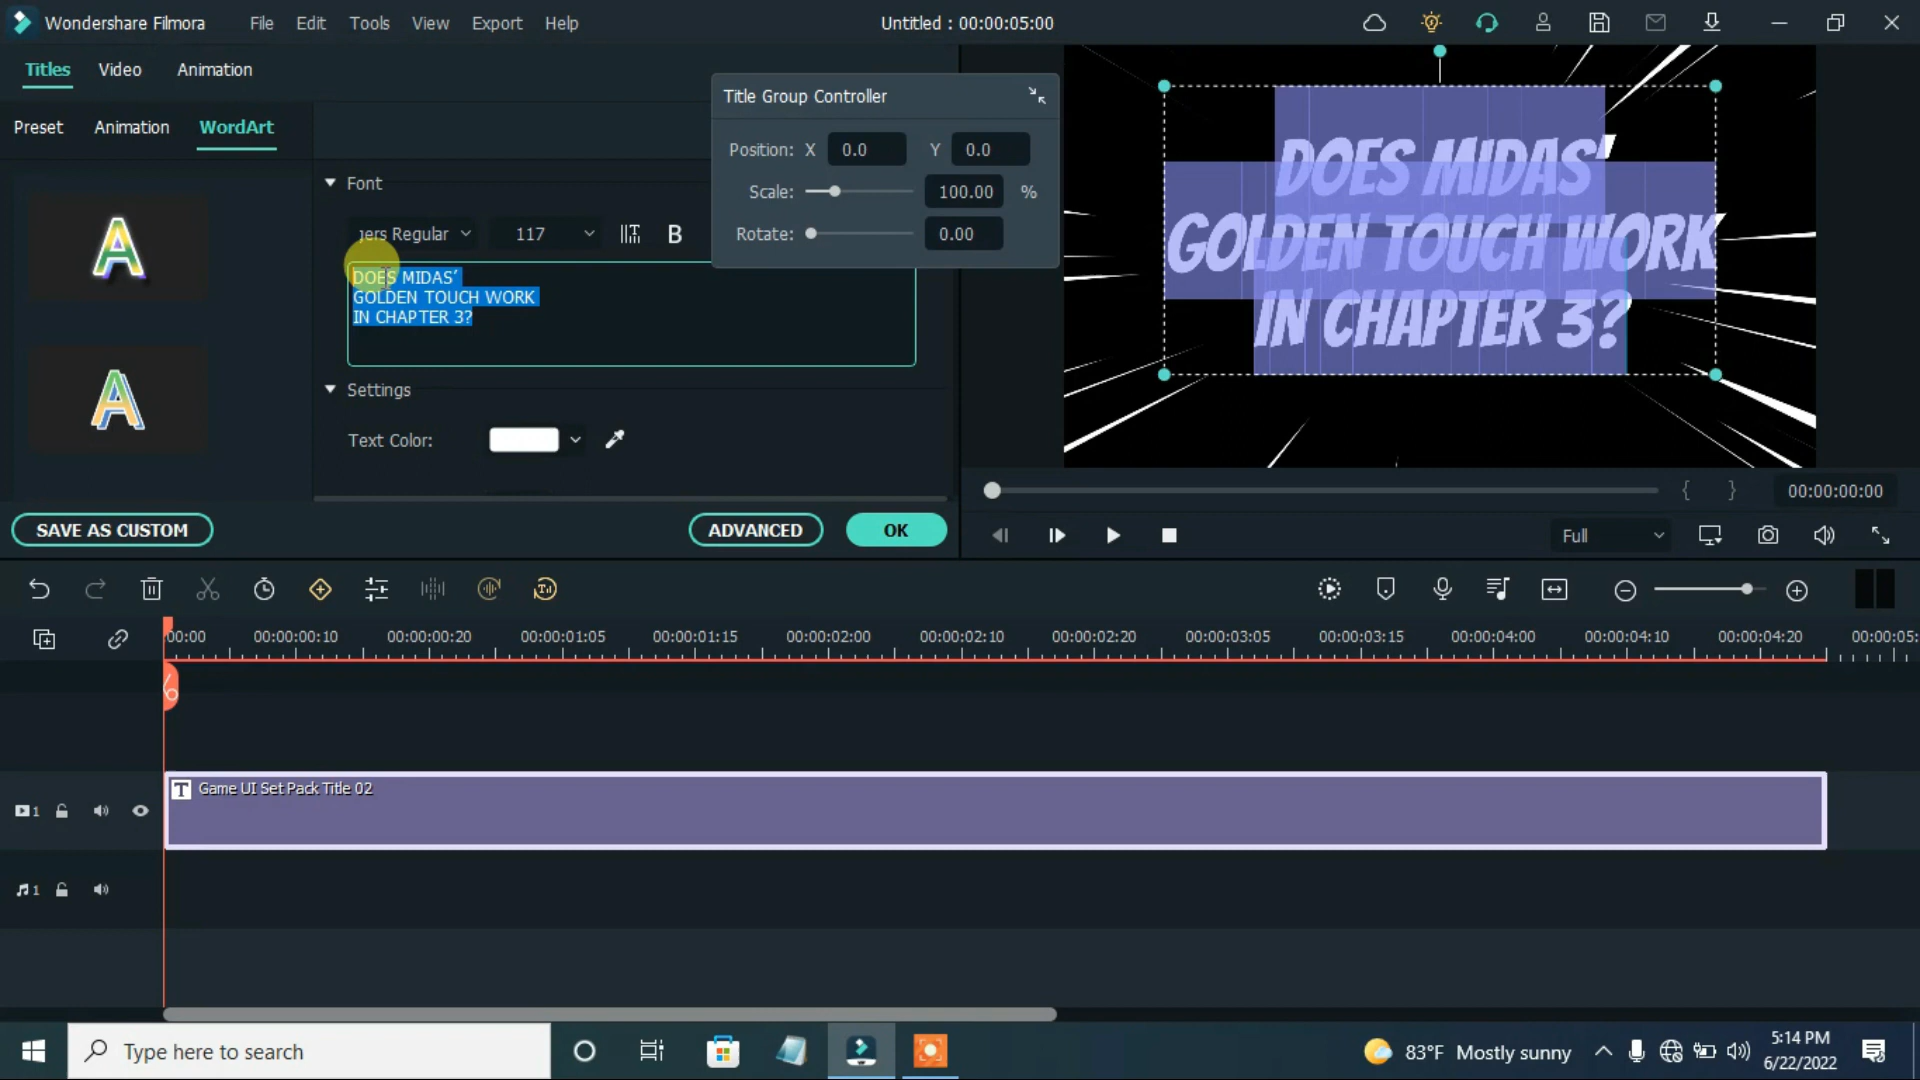 Wondershare Filmora File Edit Tools View Export Help Untitled : 00:00:05:00
Titles Video Animation
Preset Animation WordArt
Font
Regular 117 B
DOES MIDAS’
GOLDEN TOUCH WORK
IN CHAPTER 3?
Settings
Text Color:
SAVE AS CUSTOM ADVANCED OK
Title Group Controller
Position: X 0.0 Y 0.0
Scale: 100.00 %
Rotate: 0.00
DOES MIDAS’
GOLDEN TOUCH WORK
IN CHAPTER 3?
{ } 00:00:00:00
Full
00:00 00:00:00:10 00:00:00:20 00:00:01:05 00:00:01:15 00:00:02:00 00:00:02:10 00:00:02:20 00:00:03:05 00:00:03:15 00:00:04:00 00:00:04:10 00:00:04:20 00:00:05:
T Game UI Set Pack Title 02
1
1
Type here to search
83°F Mostly sunny
5:14 PM
6/22/2022